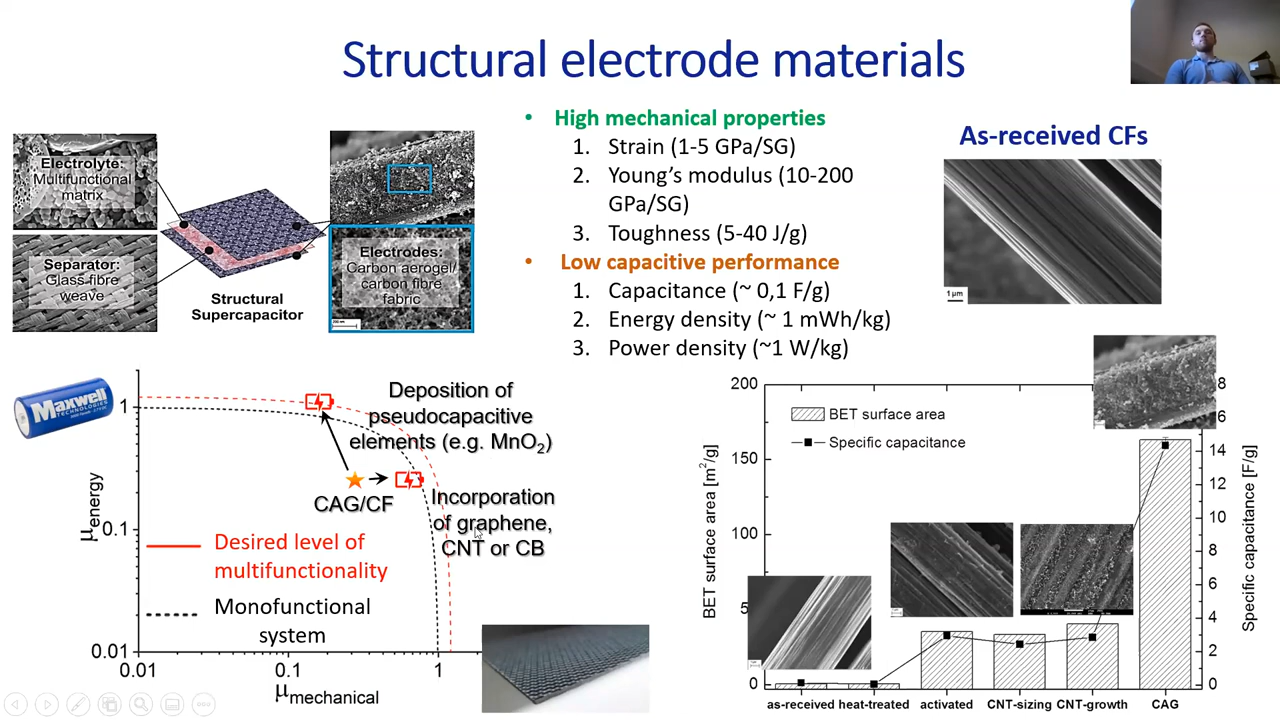 Structural electrode materials
Electrolyte:
Multifunctional
matrix
Separator:
Glass fibre
weave
Structural
Supercapacitor
Electrodes:
Carbon aerogel/
carbon fibre
fabric
• High mechanical properties
1. Strain (1-5 GPa/SG)
2. Young’s modulus (10-200
GPa/SG)
3. Toughness (5-40 J/g)
• Low capacitive performance
1. Capacitance (~ 0,1 F/g)
2. Energy density (~ 1 mWh/kg)
3. Power density (~1 W/kg)
As-received CFs
1 µm
Maxwell
TECHNOLOGIES
μenergy
1
0.1
0.01
0.01 0.1 1
μmechanical
Deposition of
pseudocapacitive
elements (e.g. MnO₂)
CAG/CF
Incorporation
of graphene,
CNT or CB
Desired level of
multifunctionality
Monofunctional
system
BET surface area [m²/g]
200
150
100
5
0
BET surface area
Specific capacitance
8
6
14
12
10
8
6
4
2
0
Specific capacitance [F/g]
as-received heat-treated activated CNT-sizing CNT-growth CAG